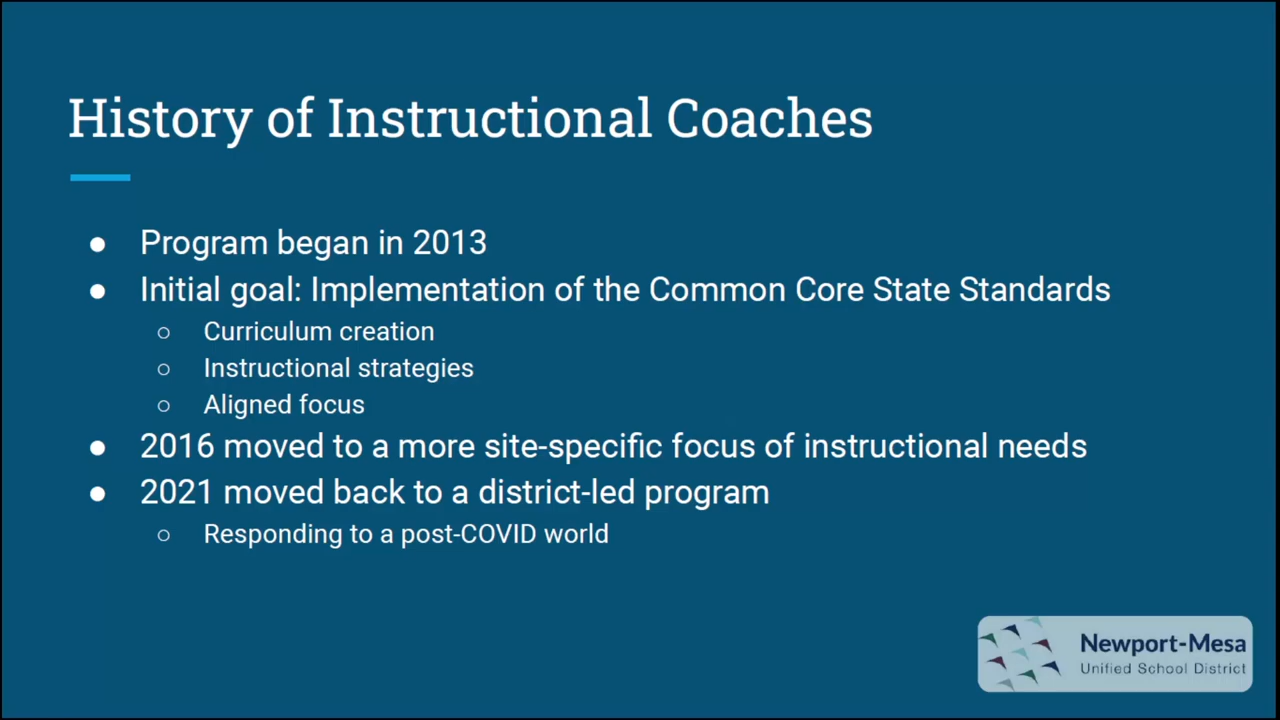 History of Instructional Coaches
● Program began in 2013
● Initial goal: Implementation of the Common Core State Standards
○ Curriculum creation
○ Instructional strategies
○ Aligned focus
● 2016 moved to a more site-specific focus of instructional needs
● 2021 moved back to a district-led program
○ Responding to a post-COVID world
Newport-Mesa
Unified School District